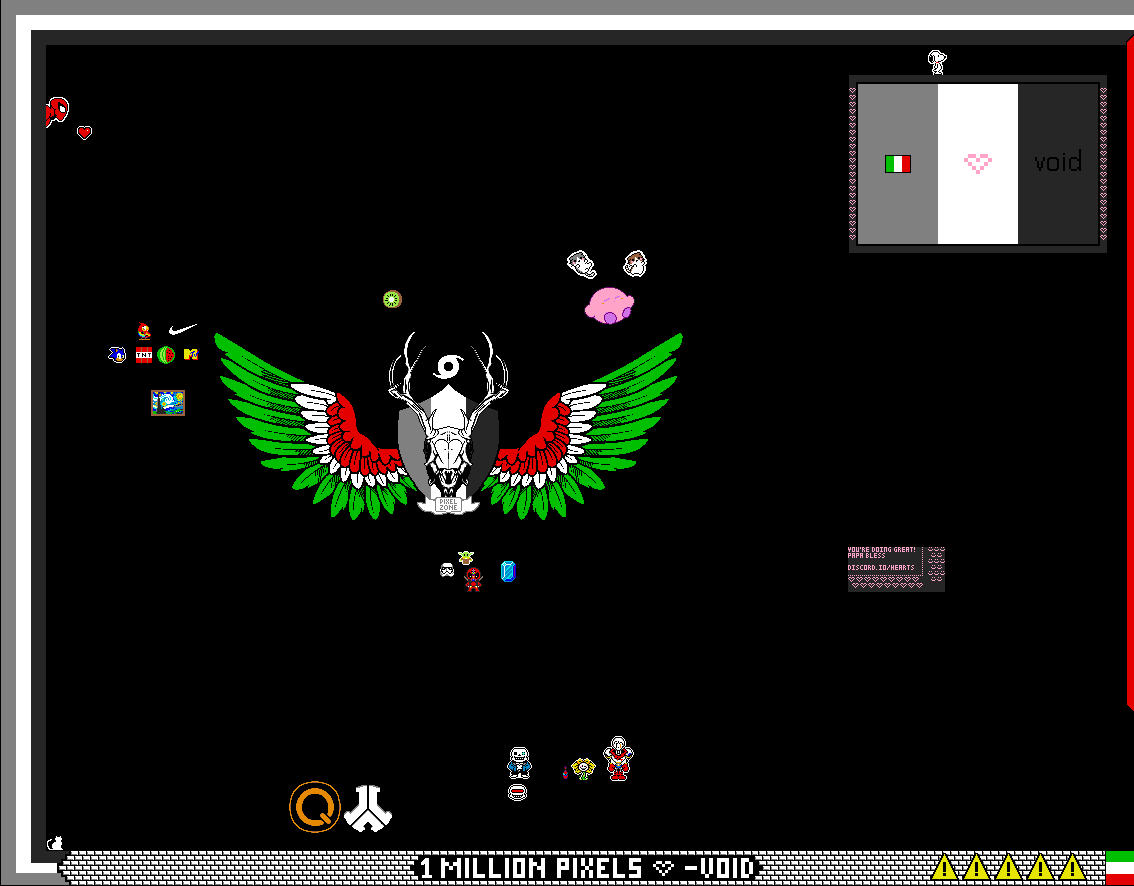 void
TNT
PIXEL
ZONE
YOU'RE DOING GREAT!
PAPA BLESS
DISCORD.IO/HEARTS
1 MILLION PIXELS ♡ -VOID